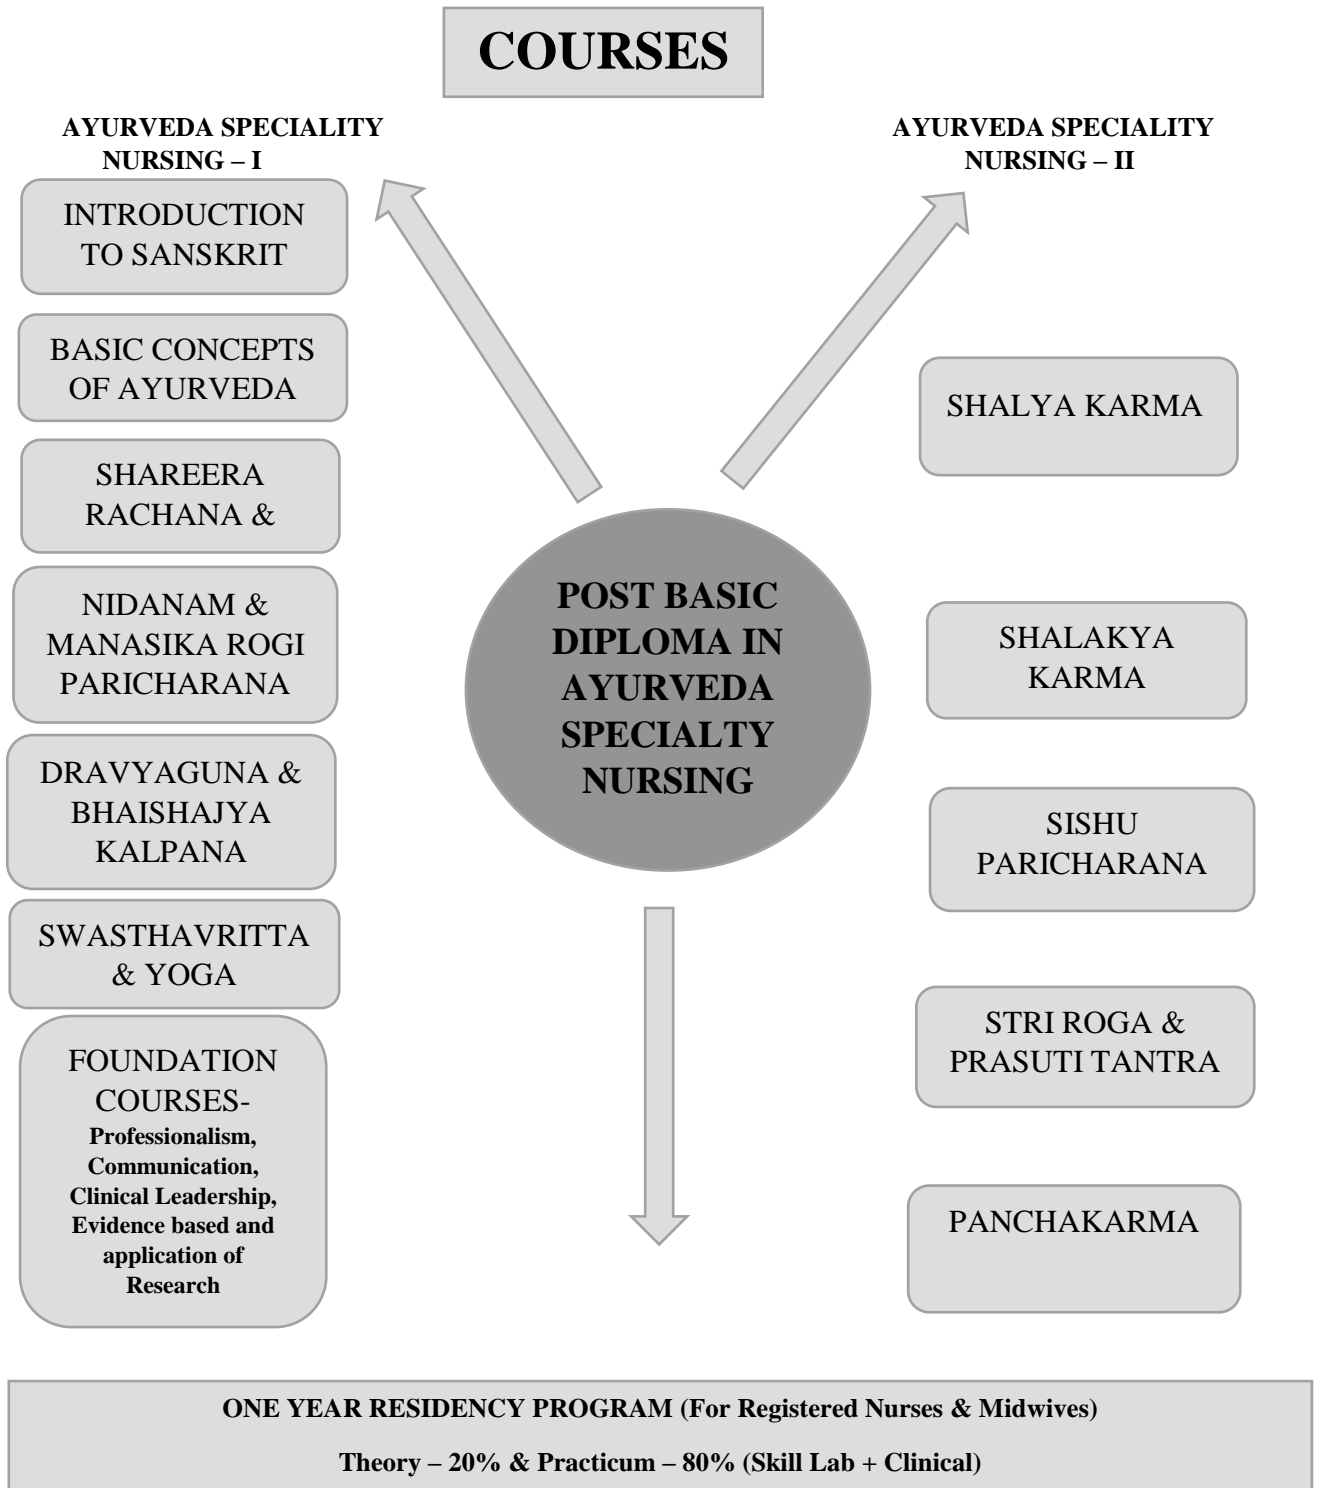 COURSES
AYURVEDA SPECIALITY
NURSING – I
INTRODUCTION
TO SANSKRIT
BASIC CONCEPTS
OF AYURVEDA
SHAREERA
RACHANA &
NIDANAM &
MANASIKA ROGI
PARICHARANA
DRAVYAGUNA &
BHAISHAJYA
KALPANA
SWASTHAVRITTA
& YOGA
FOUNDATION
COURSES-
Professionalism,
Communication,
Clinical Leadership,
Evidence based and
application of
Research
POST BASIC
DIPLOMA IN
AYURVEDA
SPECIALTY
NURSING
AYURVEDA SPECIALITY
NURSING – II
SHALYA KARMA
SHALAKYA
KARMA
SISHU
PARICHARANA
STRI ROGA &
PRASUTI TANTRA
PANCHAKARMA
ONE YEAR RESIDENCY PROGRAM (For Registered Nurses & Midwives)
Theory – 20% & Practicum – 80% (Skill Lab + Clinical)